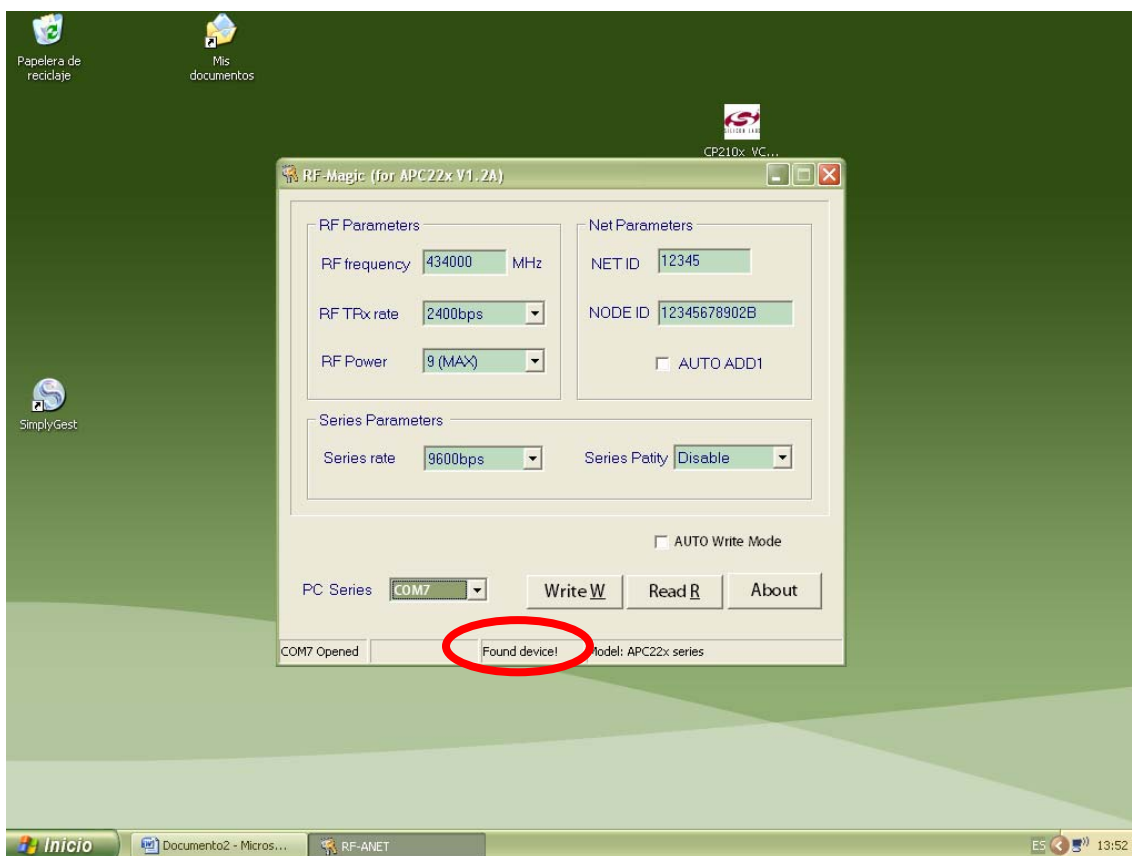 Papelera de
reciclaje
Mis
documentos
SILICON LABS
CP210x_VC...
SimplyGest
RF-Magic (for APC22x V1.2A)
RF Parameters
RF frequency 434000 MHz
RF TRx rate 2400bps
RF Power 9 (MAX)
Net Parameters
NET ID 12345
NODE ID 12345678902B
AUTO ADD1
Series Parameters
Series rate 9600bps Series Patity Disable
AUTO Write Mode
PC Series COM7 Write W Read R About
COM7 Opened Found device! Model: APC22x series
Inicio Documento2 - Micros... RF-ANET ES 13:52